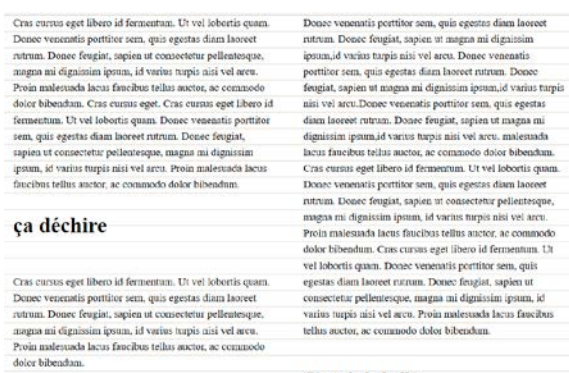 Cras cursus eget libero id fermentum. Ut vel lobortis quam.
Donec venenatis porttitor sem, quis egestas diam laoreet
rutrum. Donec feugiat, sapien ut consectetur pellentesque,
magna mi dignissim ipsum, id varius turpis nisi vel arcu.
Proin malesuada lacus faucibus tellus auctor, ac commodo
dolor bibendum. Cras cursus eget. Cras cursus eget libero id
fermentum. Ut vel lobortis quam. Donec venenatis porttitor
sem, quis egestas diam laoreet rutrum. Donec feugiat,
sapien ut consectetur pellentesque, magna mi dignissim
ipsum, id varius turpis nisi vel arcu. Proin malesuada lacus
faucibus tellus auctor, ac commodo dolor bibendum.
ça déchire
Cras cursus eget libero id fermentum. Ut vel lobortis quam.
Donec venenatis porttitor sem, quis egestas diam laoreet
rutrum. Donec feugiat, sapien ut consectetur pellentesque,
magna mi dignissim ipsum, id varius turpis nisi vel arcu.
Proin malesuada lacus faucibus tellus auctor, ac commodo
dolor bibendum.
Donec venenatis porttitor sem, quis egestas diam laoreet
rutrum. Donec feugiat, sapien ut magna mi dignissim
ipsum,id varius turpis nisi vel arcu. Donec venenatis
porttitor sem, quis egestas diam laoreet rutrum. Donec
feugiat, sapien ut magna mi dignissim ipsum,id varius turpis
nisi vel arcu.Donec venenatis porttitor sem, quis egestas
diam laoreet rutrum. Donec feugiat, sapien ut magna mi
dignissim ipsum,id varius turpis nisi vel arcu. malesuada
lacus faucibus tellus auctor, ac commodo dolor bibendum.
Cras cursus eget libero id fermentum. Ut vel lobortis quam.
Donec venenatis porttitor sem, quis egestas diam laoreet
rutrum. Donec feugiat, sapien ut consectetur pellentesque,
magna mi dignissim ipsum, id varius turpis nisi vel arcu.
Proin malesuada lacus faucibus tellus auctor, ac commodo
dolor bibendum. Cras cursus eget libero id fermentum. Ut
vel lobortis quam. Donec venenatis porttitor sem, quis
egestas diam laoreet rutrum. Donec feugiat, sapien ut
consectetur pellentesque, magna mi dignissim ipsum, id
varius turpis nisi vel arcu. Proin malesuada lacus faucibus
tellus auctor, ac commodo dolor bibendum.